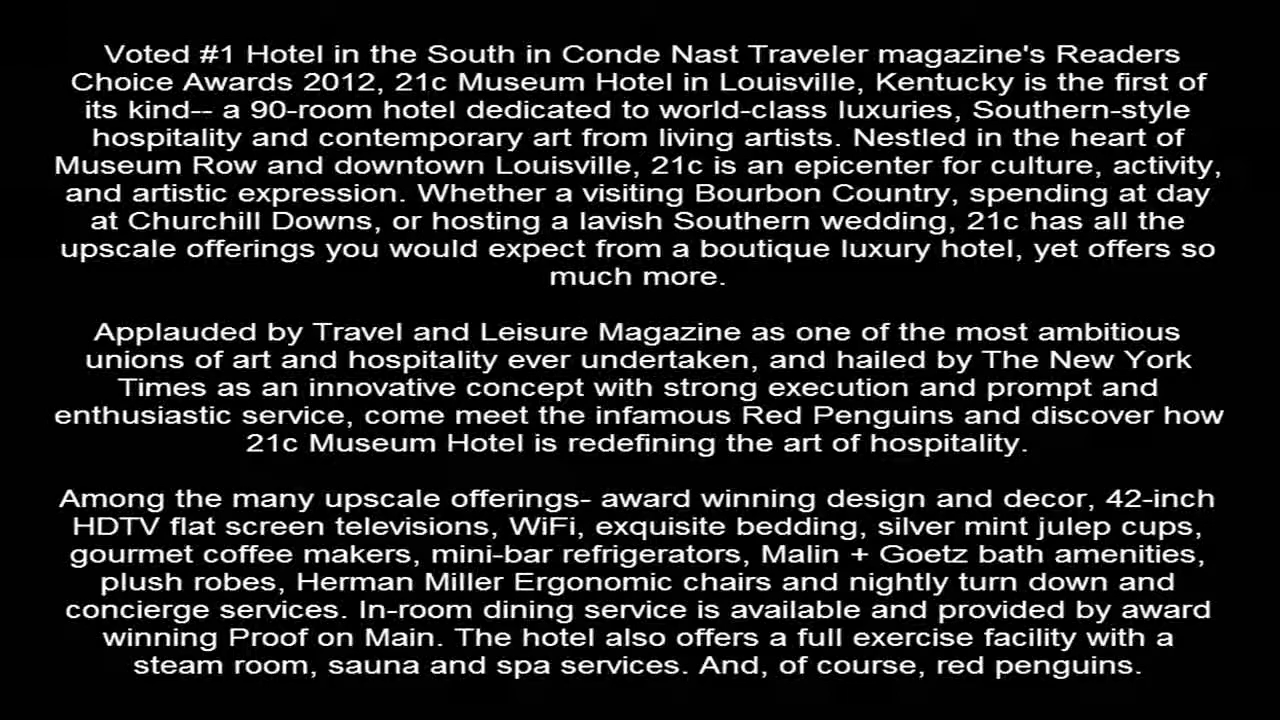 Voted #1 Hotel in the South in Conde Nast Traveler magazine's Readers
Choice Awards 2012, 21c Museum Hotel in Louisville, Kentucky is the first of
its kind-- a 90-room hotel dedicated to world-class luxuries, Southern-style
hospitality and contemporary art from living artists. Nestled in the heart of
Museum Row and downtown Louisville, 21c is an epicenter for culture, activity,
and artistic expression. Whether a visiting Bourbon Country, spending at day
at Churchill Downs, or hosting a lavish Southern wedding, 21c has all the
upscale offerings you would expect from a boutique luxury hotel, yet offers so
much more.
Applauded by Travel and Leisure Magazine as one of the most ambitious
unions of art and hospitality ever undertaken, and hailed by The New York
Times as an innovative concept with strong execution and prompt and
enthusiastic service, come meet the infamous Red Penguins and discover how
21c Museum Hotel is redefining the art of hospitality.
Among the many upscale offerings- award winning design and decor, 42-inch
HDTV flat screen televisions, WiFi, exquisite bedding, silver mint julep cups,
gourmet coffee makers, mini-bar refrigerators, Malin + Goetz bath amenities,
plush robes, Herman Miller Ergonomic chairs and nightly turn down and
concierge services. In-room dining service is available and provided by award
winning Proof on Main. The hotel also offers a full exercise facility with a
steam room, sauna and spa services. And, of course, red penguins.